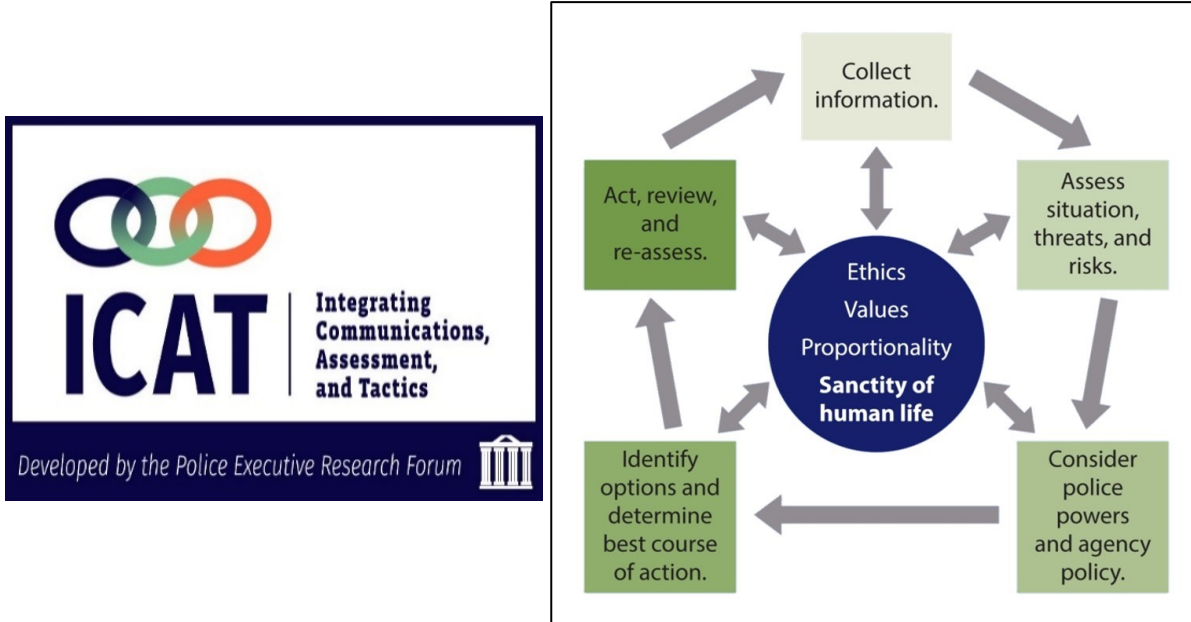 ICAT
Integrating
Communications,
Assessment,
and Tactics
Developed by the Police Executive Research Forum
Collect
information.
Assess
situation,
threats, and
risks.
Consider
police
powers
and agency
policy.
Identify
options and
determine
best course
of action.
Act, review,
and
re-assess.
Ethics
Values
Proportionality
Sanctity of
human life